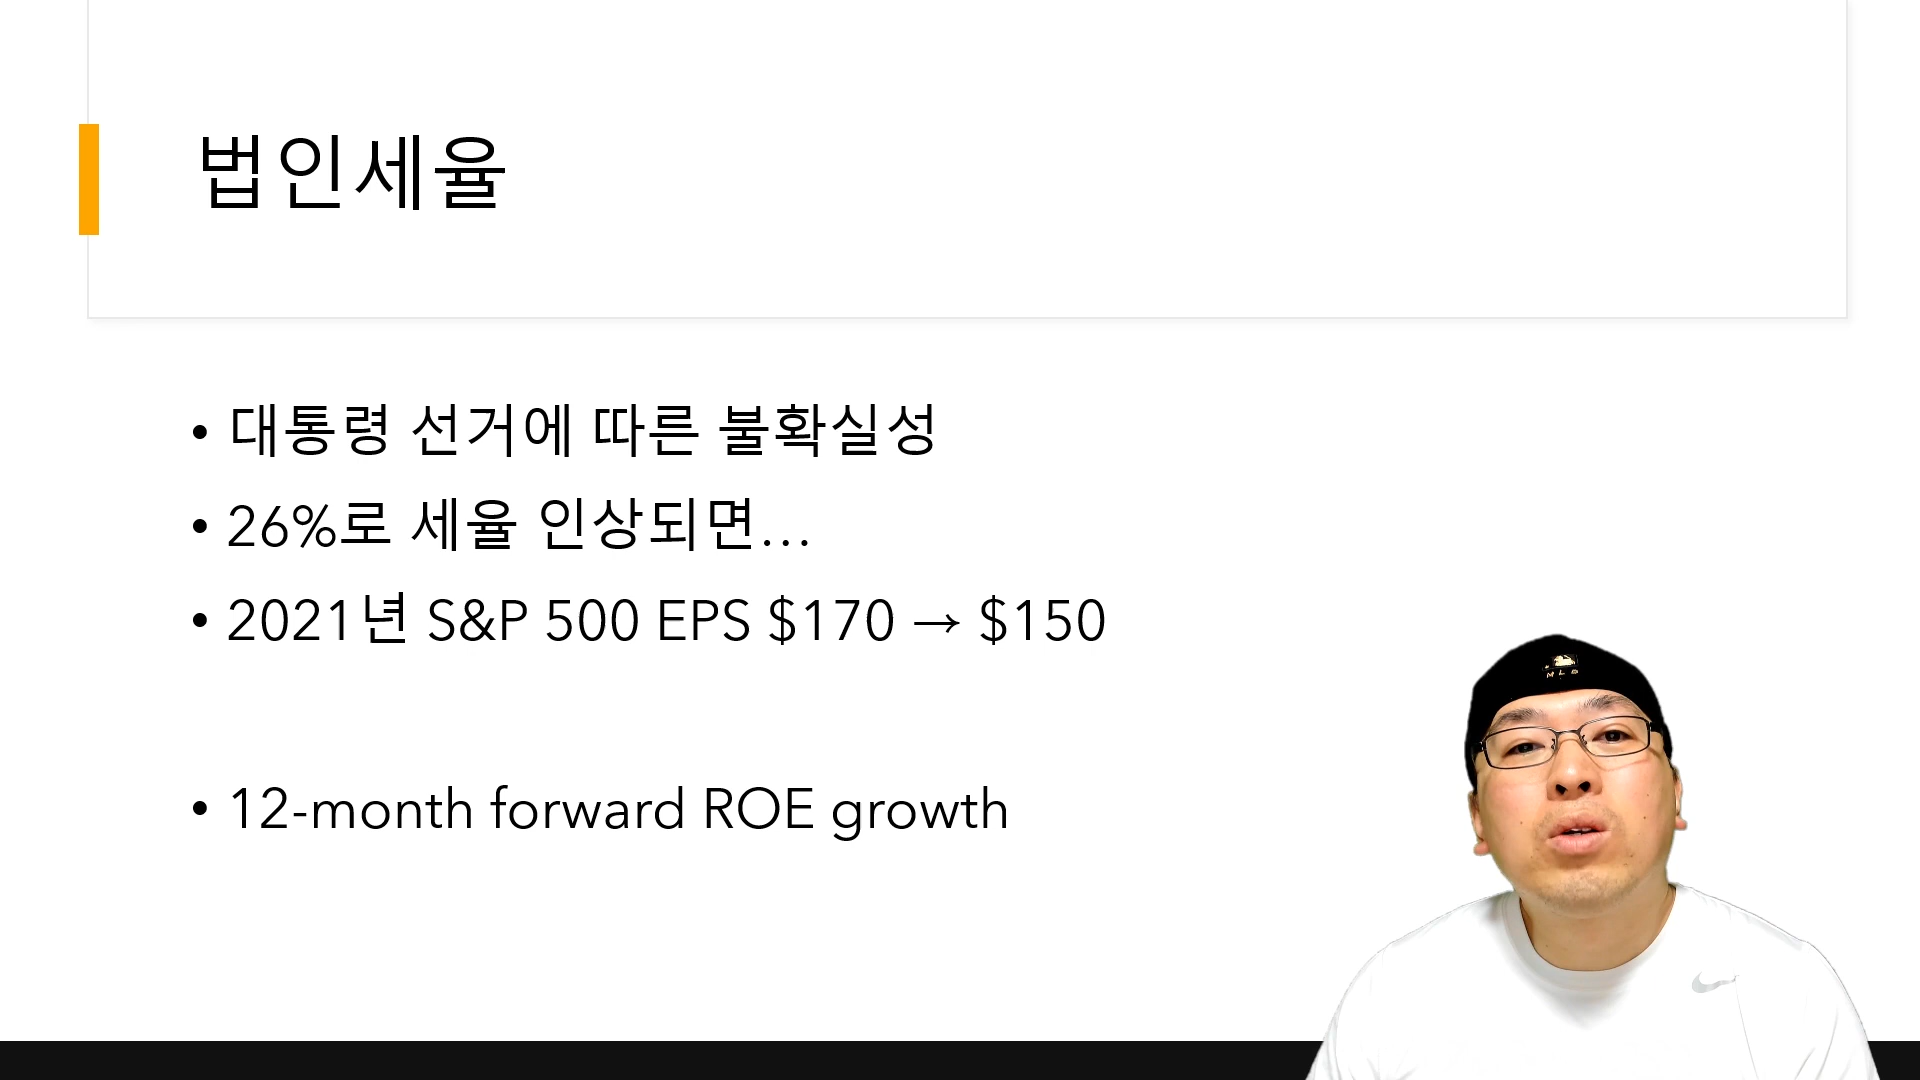 법인세율
• 대통령 선거에 따른 불확실성
• 26%로 세율 인상되면...
• 2021년 S&P 500 EPS $170 → $150
• 12-month forward ROE growth
MLB